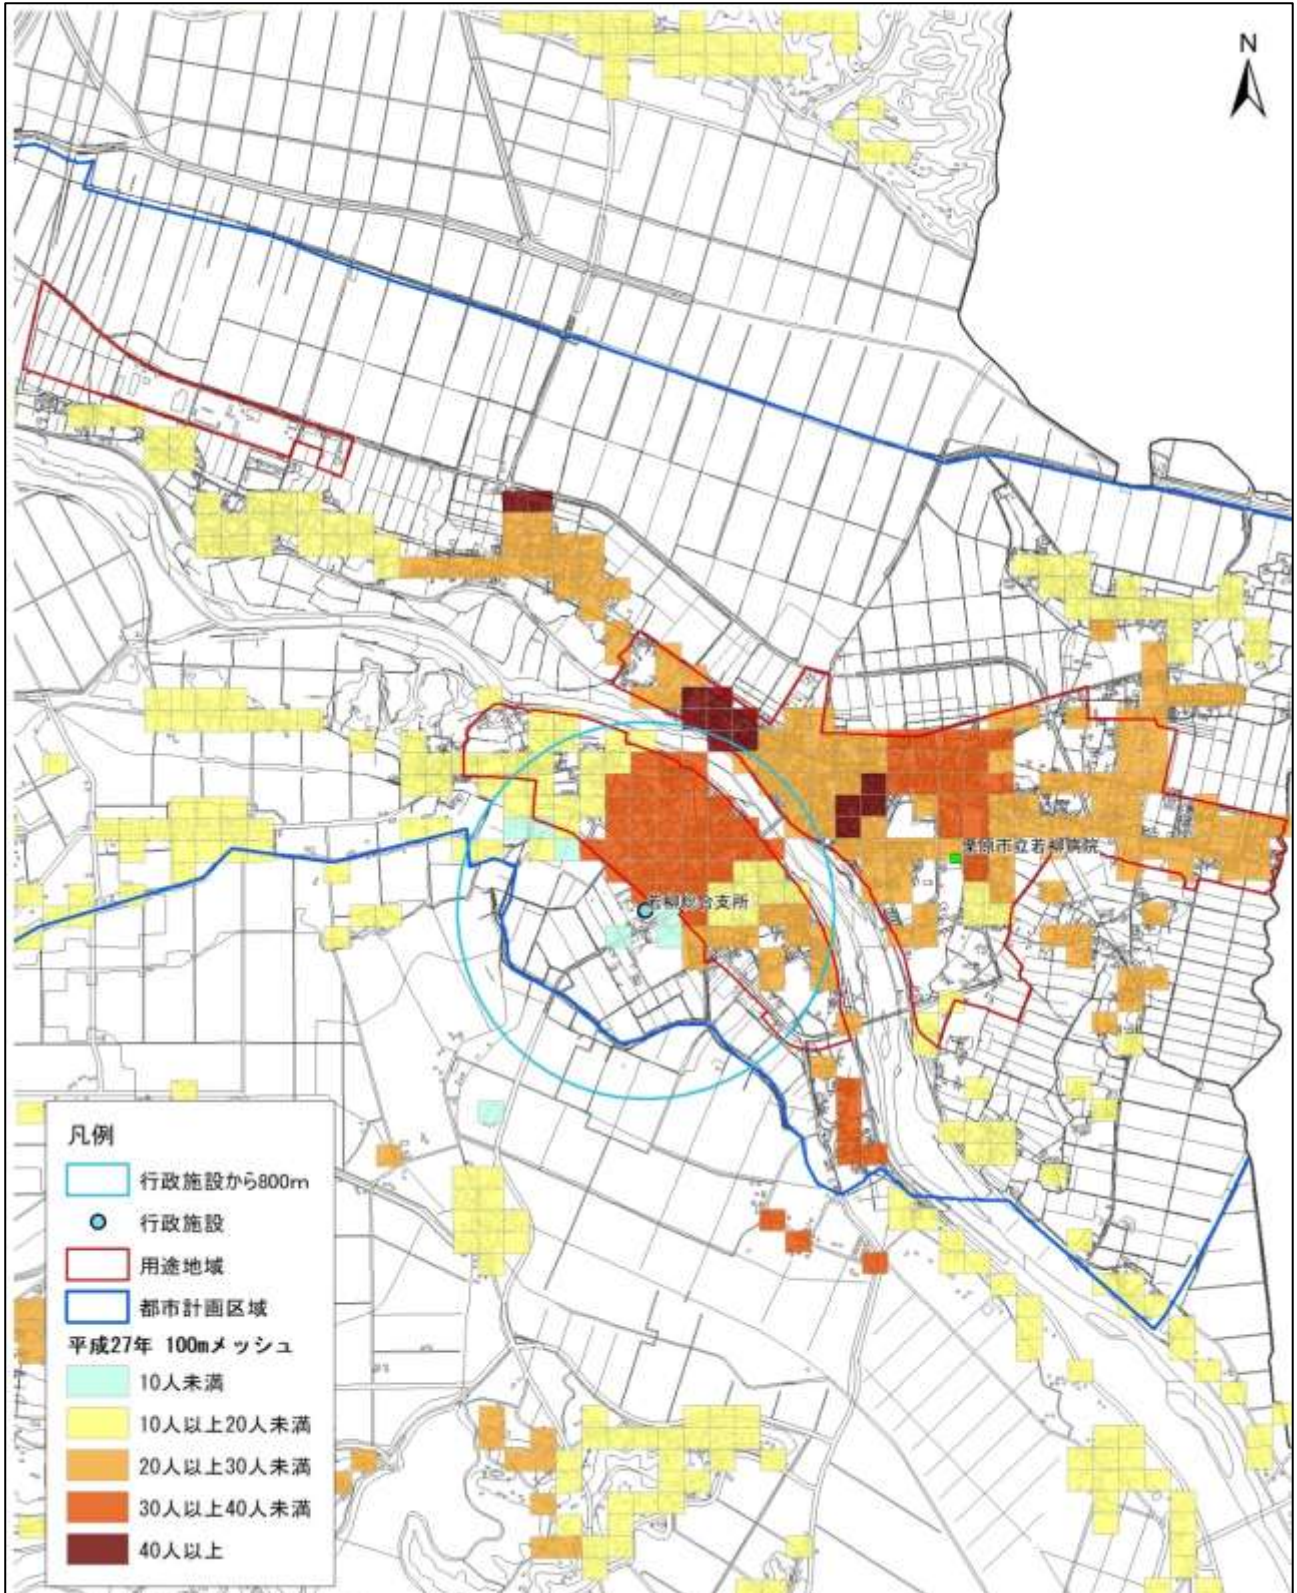 N
栗原市立若柳病院
若柳総合支所
凡例
行政施設から800m
行政施設
用途地域
都市計画区域
平成27年 100mメッシュ
10人未満
10人以上20人未満
20人以上30人未満
30人以上40人未満
40人以上